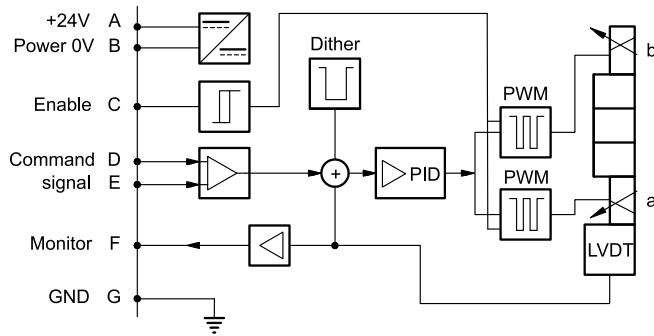 +24V A
Power 0V B
Dither
b
Enable C
PWM
Command D
signal E
+
PID
PWM
a
Monitor F
LVDT
GND G